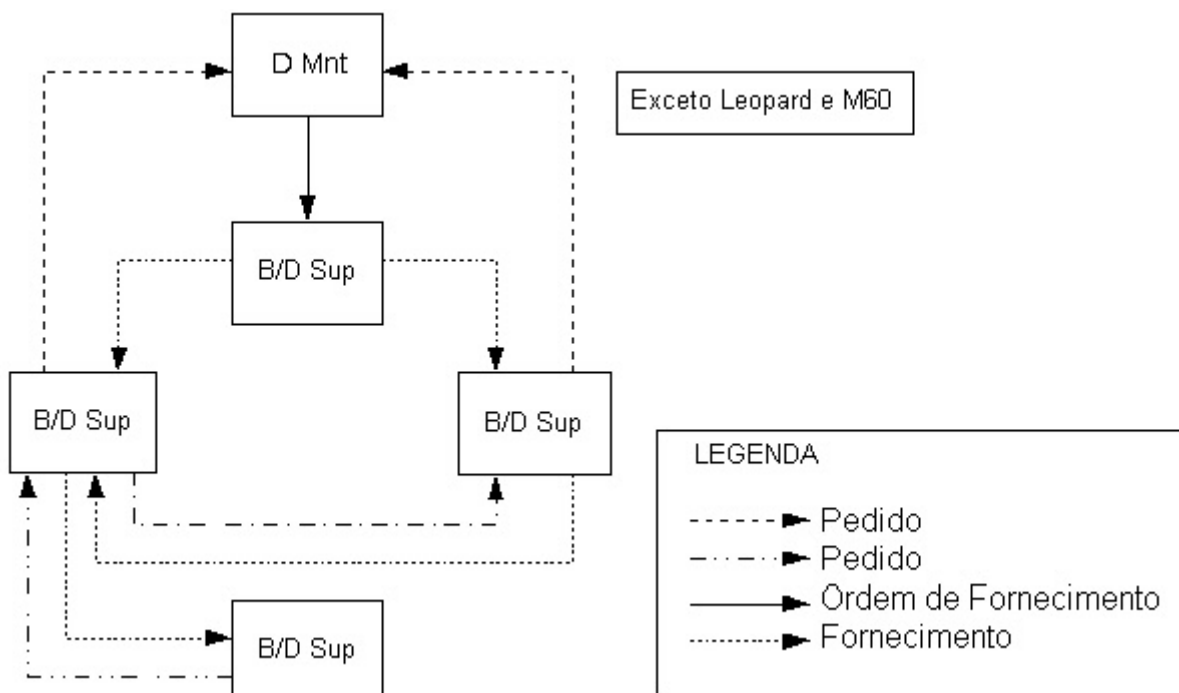 D Mnt
Exceto Leopard e M60
B/D Sup
B/D Sup
B/D Sup
LEGENDA
Pedido
Pedido
Ordem de Fornecimento
Fornecimento
B/D Sup